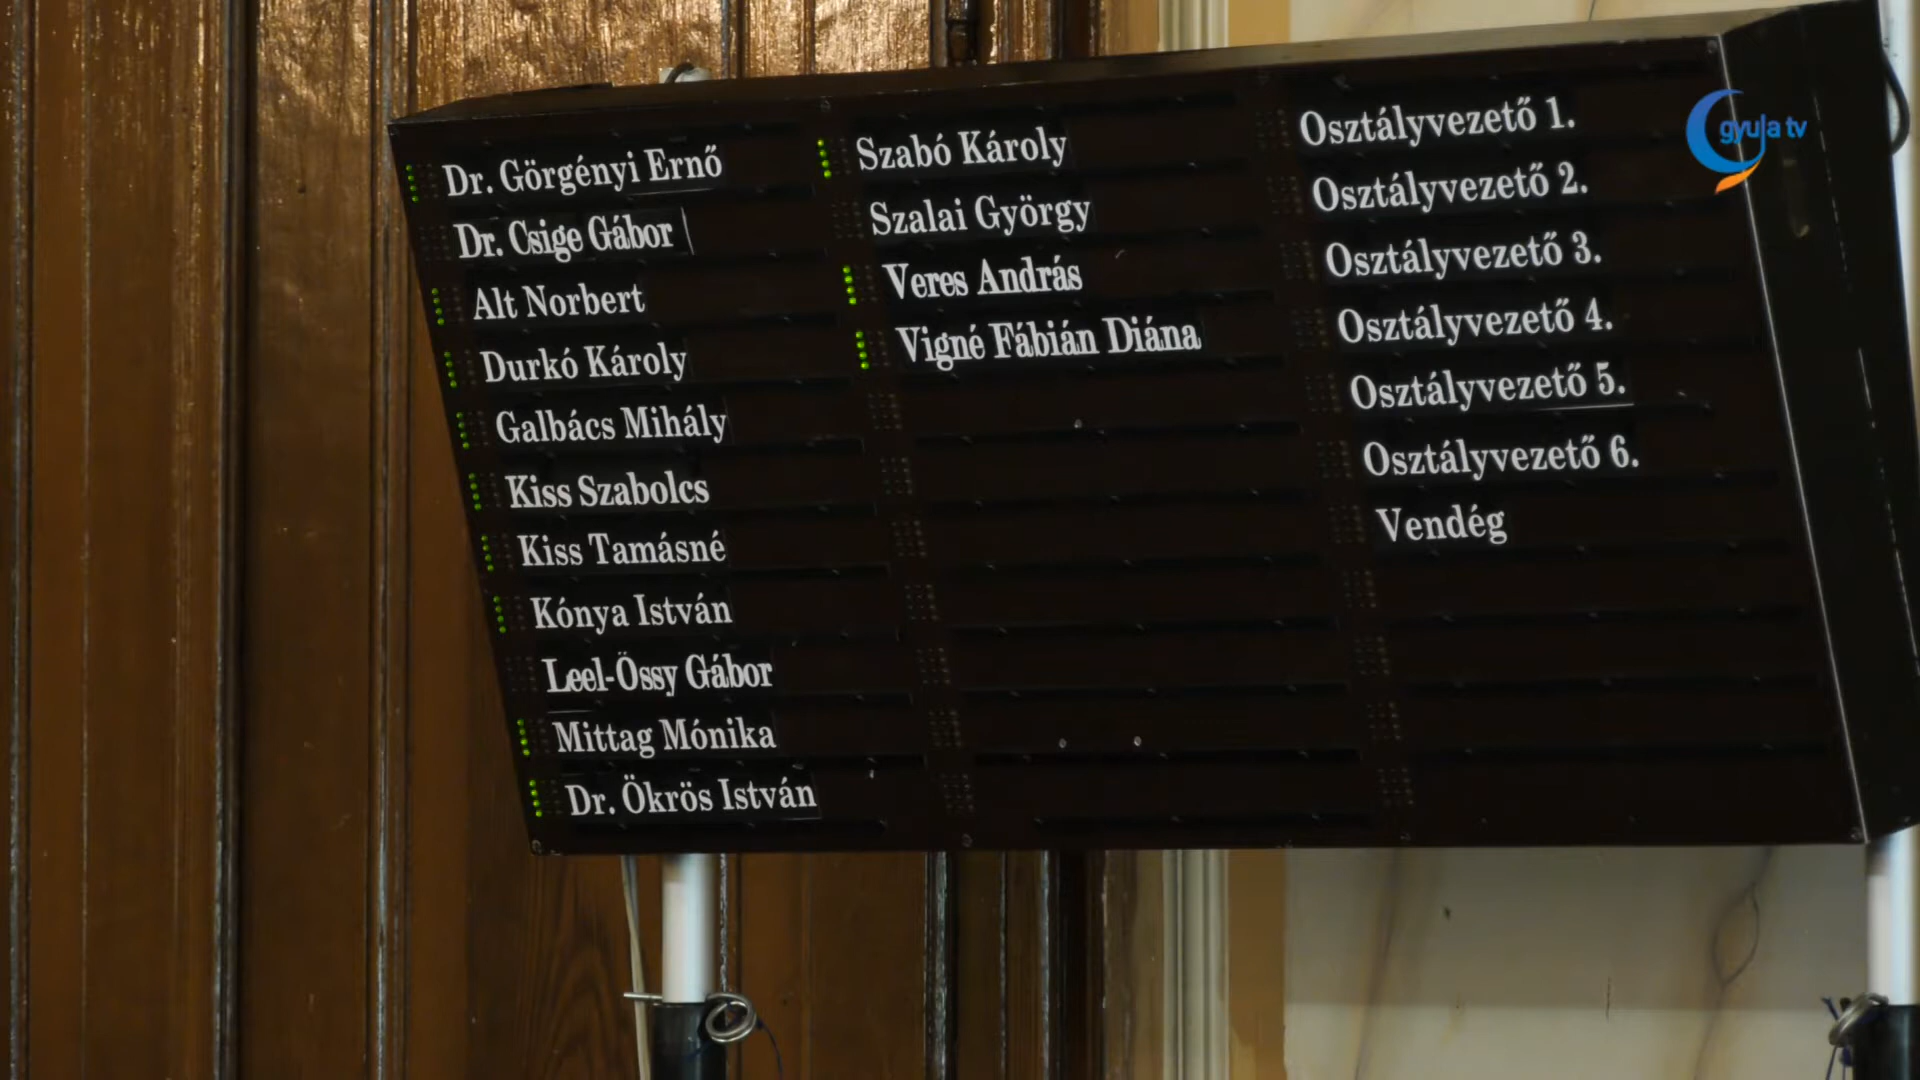 Dr. Görgényi Ernő
Dr. Csige Gábor
Alt Norbert
Durkó Károly
Galbács Mihály
Kiss Szabolcs
Kiss Tamásné
Kónya István
Leel-Össy Gábor
Mittag Mónika
Dr. Ökrös István
Szabó Károly
Szalai György
Veres András
Vigné Fábián Diána
Osztályvezető 1.
Osztályvezető 2.
Osztályvezető 3.
Osztályvezető 4.
Osztályvezető 5.
Osztályvezető 6.
Vendég
gyula tv